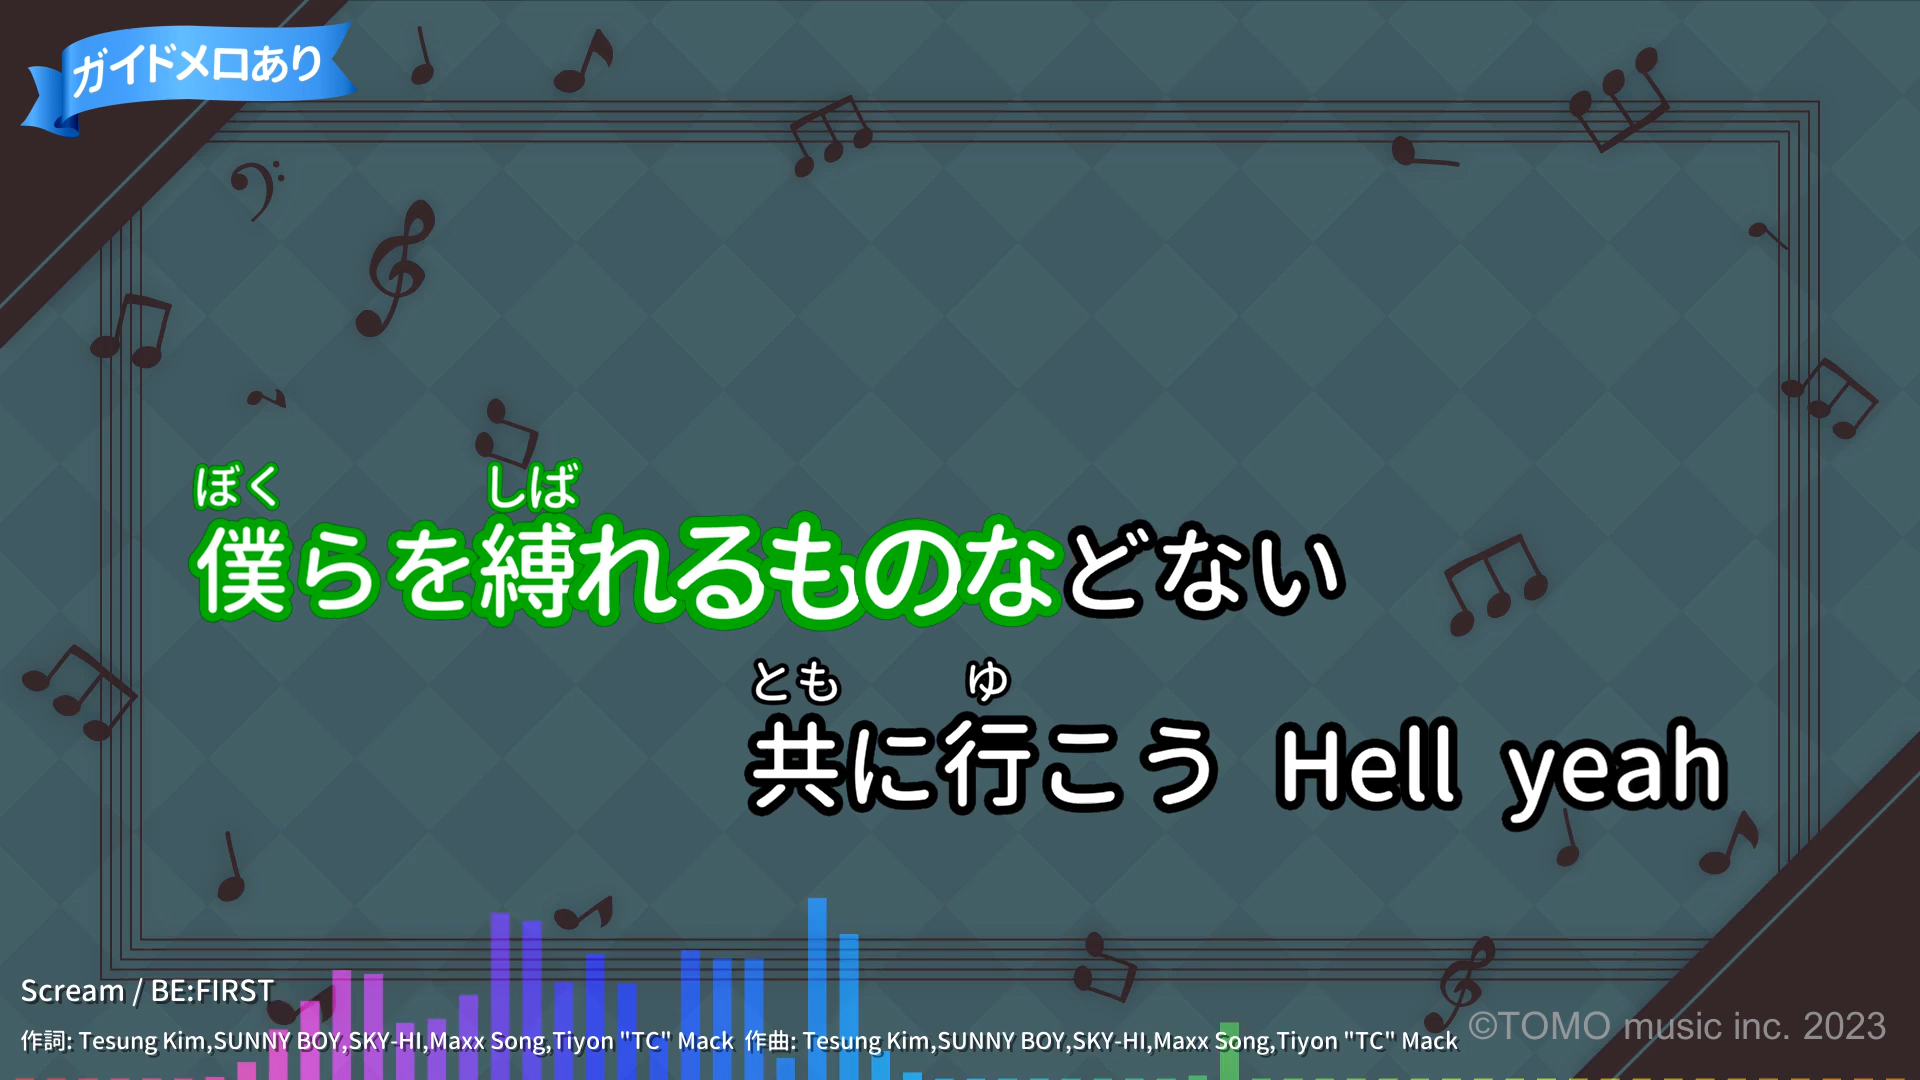 ガイドメロあり
ぼく しば
僕らを縛れるものなどない
とも ゆ
共に行こう Hell yeah
Scream / BE:FIRST
作詞: Tesung Kim,SUNNY BOY,SKY-HI,Maxx Song,Tiyon "TC" Mack 作曲: Tesung Kim,SUNNY BOY,SKY-HI,Maxx Song,Tiyon "TC" Mack
©TOMO music inc. 2023